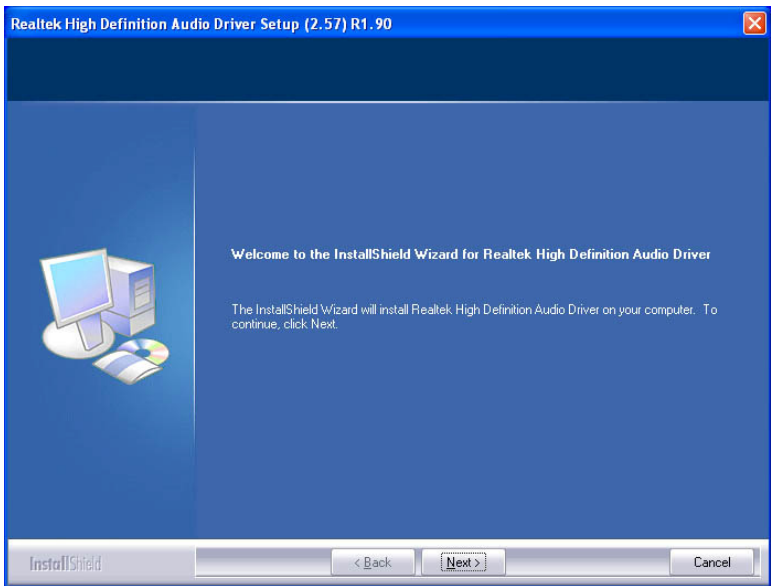 Realtek High Definition Audio Driver Setup (2.57) R1.90
Welcome to the InstallShield Wizard for Realtek High Definition Audio Driver
The InstallShield Wizard will install Realtek High Definition Audio Driver on your computer. To
continue, click Next.
InstallShield
< Back
Next >
Cancel